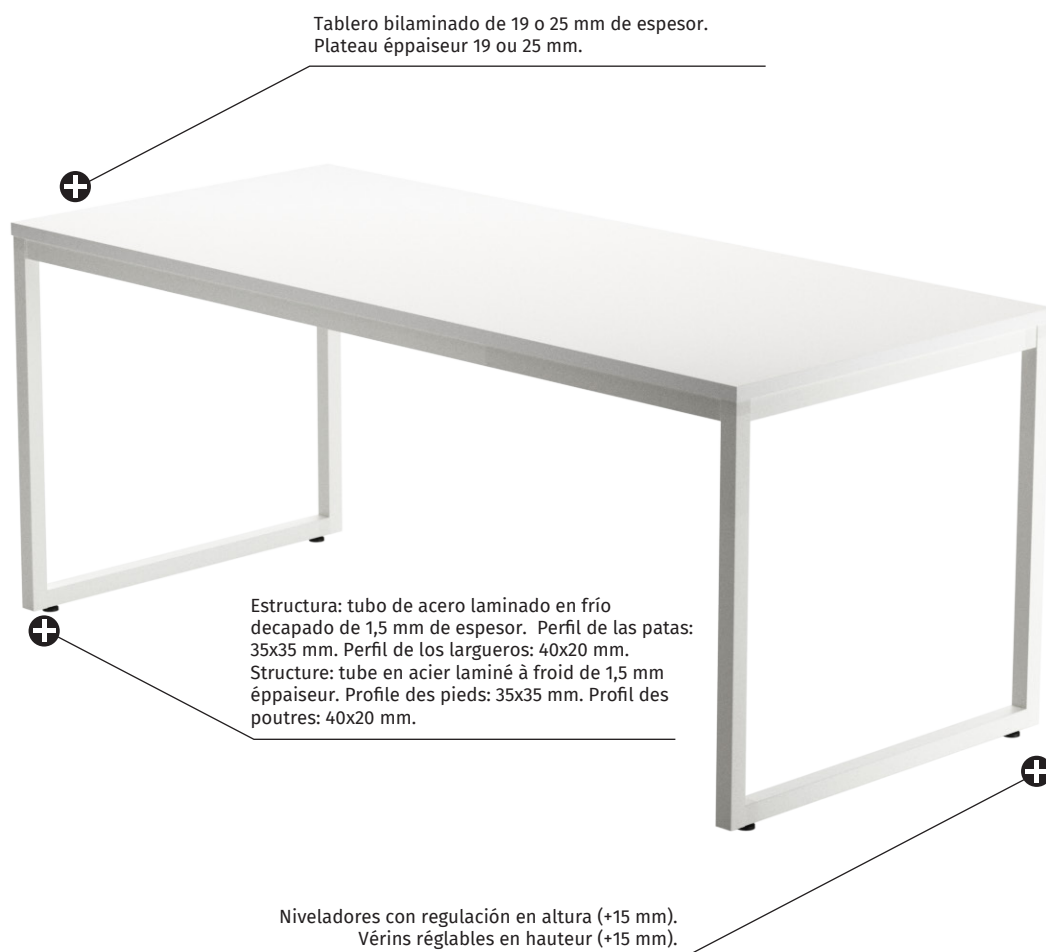 Tablero bilaminado de 19 o 25 mm de espesor.
Plateau éppaiseur 19 ou 25 mm.
Estructura: tubo de acero laminado en frío
decapado de 1,5 mm de espesor. Perfil de las patas:
35x35 mm. Perfil de los largueros: 40x20 mm.
Structure: tube en acier laminé à froid de 1,5 mm
éppaiseur. Profile des pieds: 35x35 mm. Profil des
poutres: 40x20 mm.
Niveladores con regulación en altura (+15 mm).
Vérins réglables en hauteur (+15 mm).